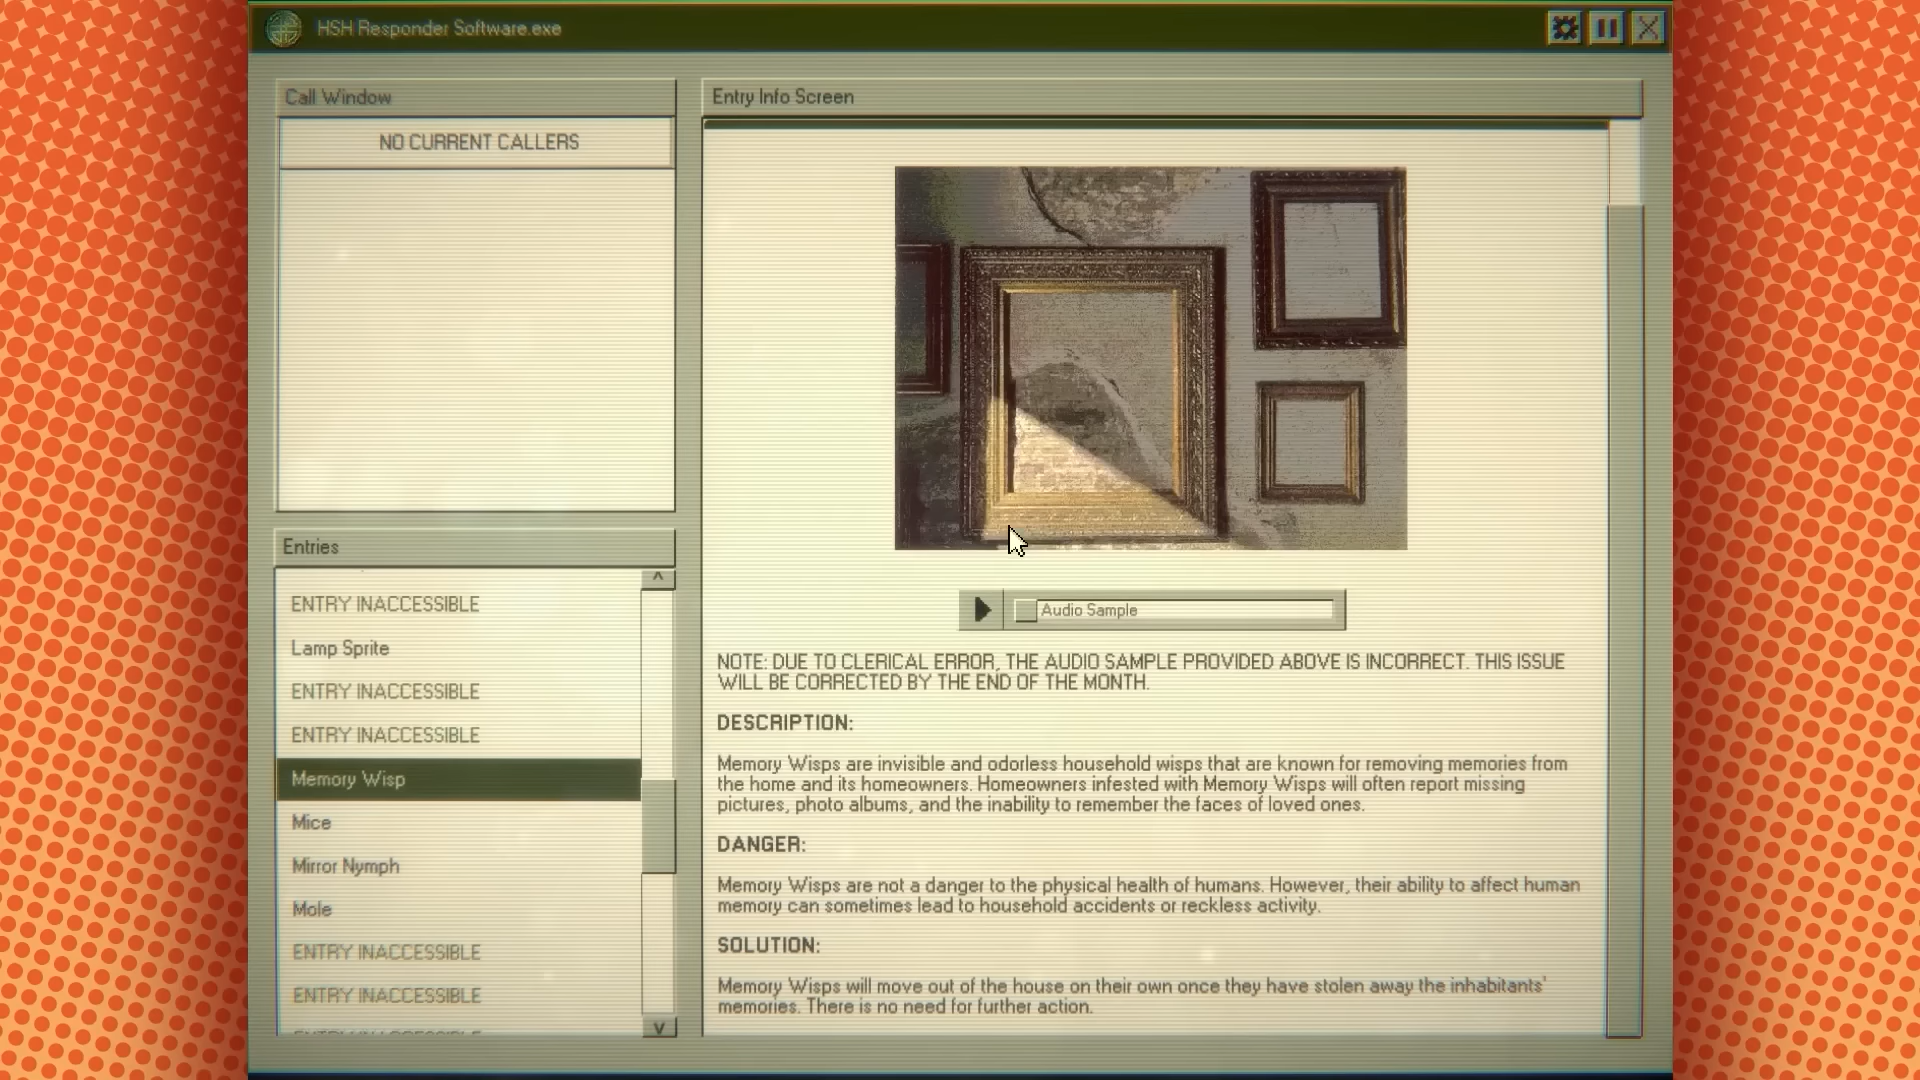 HSH Responder Software.exe
Call Window
NO CURRENT CALLERS
Entries
ENTRY INACCESSIBLE
Lamp Sprite
ENTRY INACCESSIBLE
ENTRY INACCESSIBLE
Memory Wisp
Mice
Mirror Nymph
Mole
ENTRY INACCESSIBLE
ENTRY INACCESSIBLE
Entry Info Screen
Audio Sample
NOTE: DUE TO CLERICAL ERROR, THE AUDIO SAMPLE PROVIDED ABOVE IS INCORRECT. THIS ISSUE
WILL BE CORRECTED BY THE END OF THE MONTH.
DESCRIPTION:
Memory Wisps are invisible and odorless household wisps that are known for removing memories from
the home and its homeowners. Homeowners infested with Memory Wisps will often report missing
pictures, photo albums, and the inability to remember the faces of loved ones.
DANGER:
Memory Wisps are not a danger to the physical health of humans. However, their ability to affect human
memory can sometimes lead to household accidents or reckless activity.
SOLUTION:
Memory Wisps will move out of the house on their own once they have stolen away the inhabitants'
memories. There is no need for further action.